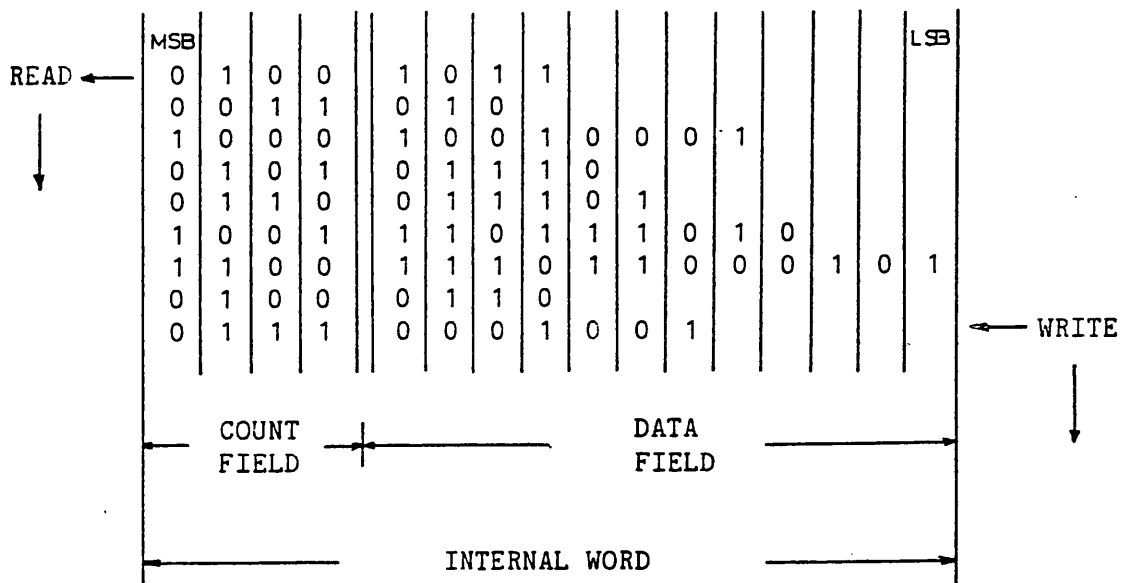 MSB LSB
READ 0 1 0 0 1 0 1 1
0 0 1 1 0 1 0
1 0 0 0 1 0 0 1 0 0 0 1
0 1 0 1 0 1 1 1 0
0 1 1 0 0 1 1 1 0 1
1 0 0 1 1 1 0 1 1 1 0 1 0
1 1 0 0 1 1 1 0 1 1 0 0 0 1 0 1
0 1 0 0 0 1 1 0
0 1 1 1 0 0 0 1 0 0 1 WRITE
COUNT DATA
FIELD FIELD
INTERNAL WORD